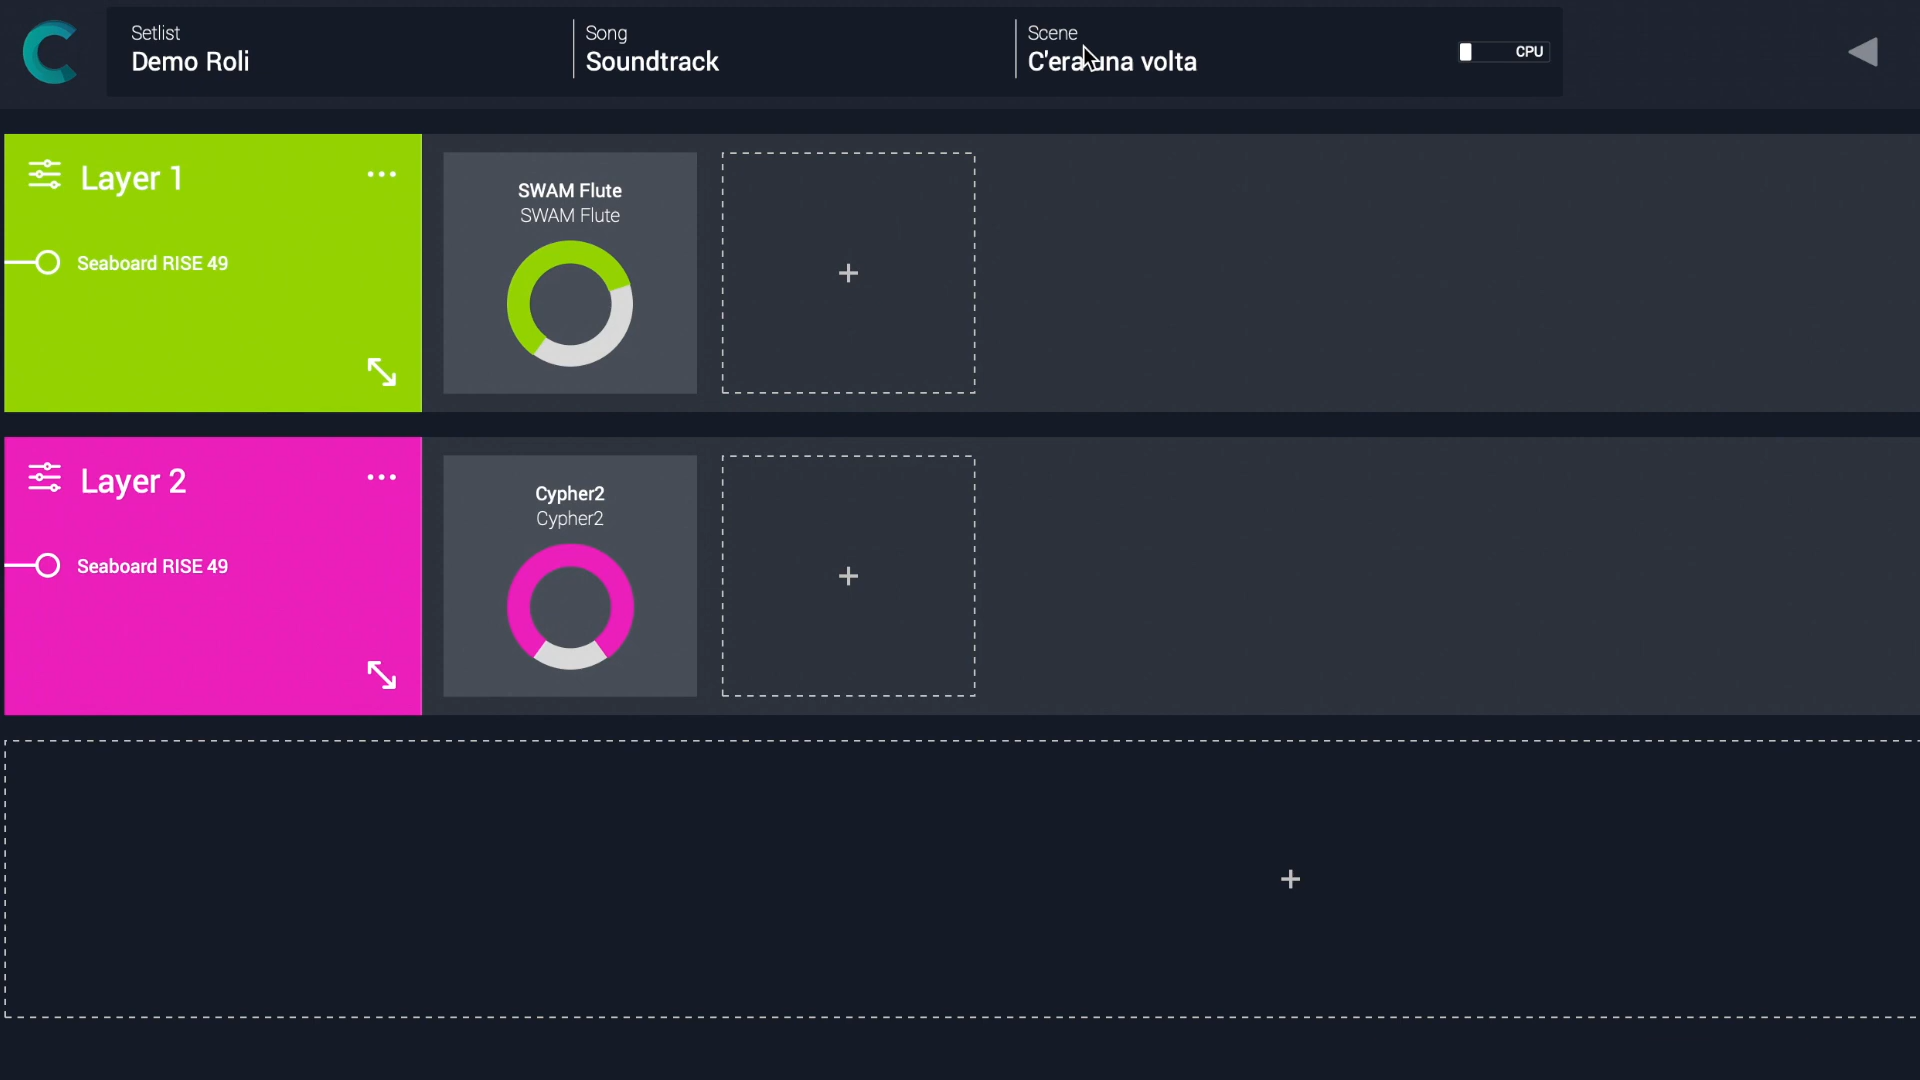 Setlist
Demo Roli
Song
Soundtrack
Scene
C'era una volta
CPU
Layer 1
Seaboard RISE 49
SWAM Flute
SWAM Flute
Layer 2
Seaboard RISE 49
Cypher2
Cypher2